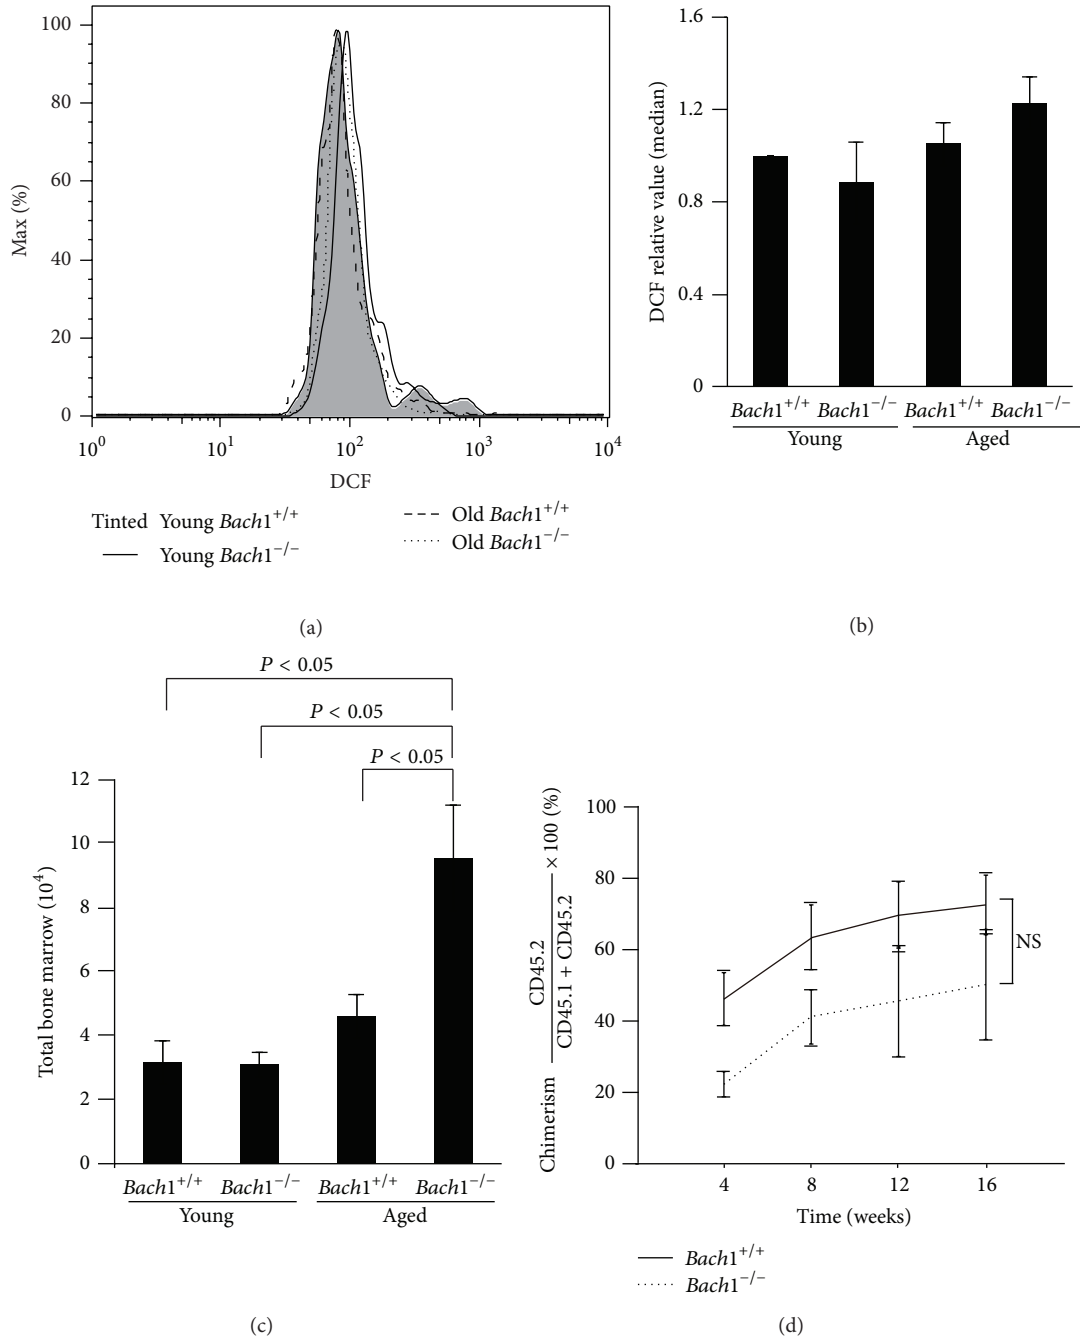 100
80
60
40
20
0
Max (%)
10^0 10^1 10^2 10^3 10^4
DCF
Tinted Young Bach1^+/+
Young Bach1^−/−
Old Bach1^+/+
Old Bach1^−/−
(a)
1.6
1.2
0.8
0.4
0
DCF relative value (median)
Bach1^+/+ Bach1^−/− Bach1^+/+ Bach1^−/−
Young Aged
(b)
P < 0.05
P < 0.05
P < 0.05
12
10
8
6
4
2
0
Total bone marrow (10^4)
Bach1^+/+ Bach1^−/− Bach1^+/+ Bach1^−/−
Young Aged
(c)
Chimerism
CD45.2
CD45.1 + CD45.2
×100 (%)
100
80
60
40
20
0
NS
4 8 12 16
Time (weeks)
Bach1^+/+
Bach1^−/−
(d)